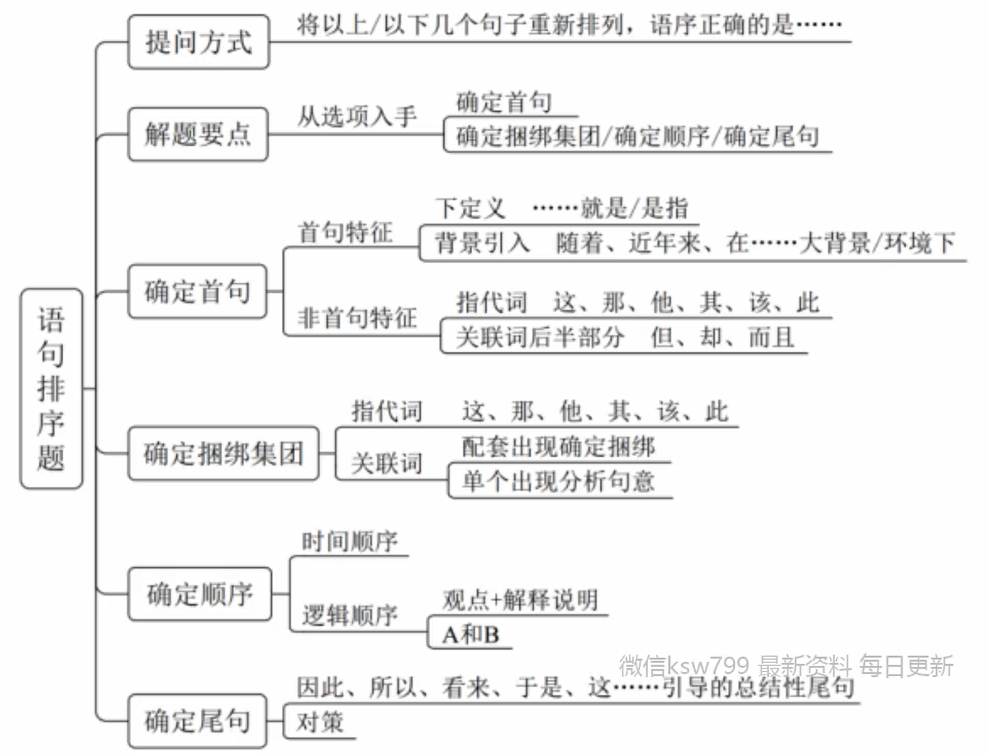 语句排序题
提问方式
将以上/以下几个句子重新排列，语序正确的是……
解题要点
从选项入手
确定首句
确定捆绑集团/确定顺序/确定尾句
确定首句
首句特征
下定义 ……就是/是指
背景引入 随着、近年来、在……大背景/环境下
非首句特征
指代词 这、那、他、其、该、此
关联词后半部分 但、却、而且
确定捆绑集团
指代词 这、那、他、其、该、此
关联词
配套出现确定捆绑
单个出现分析句意
确定顺序
时间顺序
逻辑顺序
观点+解释说明
A和B
确定尾句
因此、所以、看来、于是、这……引导的总结性尾句
对策
微信ksw799 最新资料 每日更新